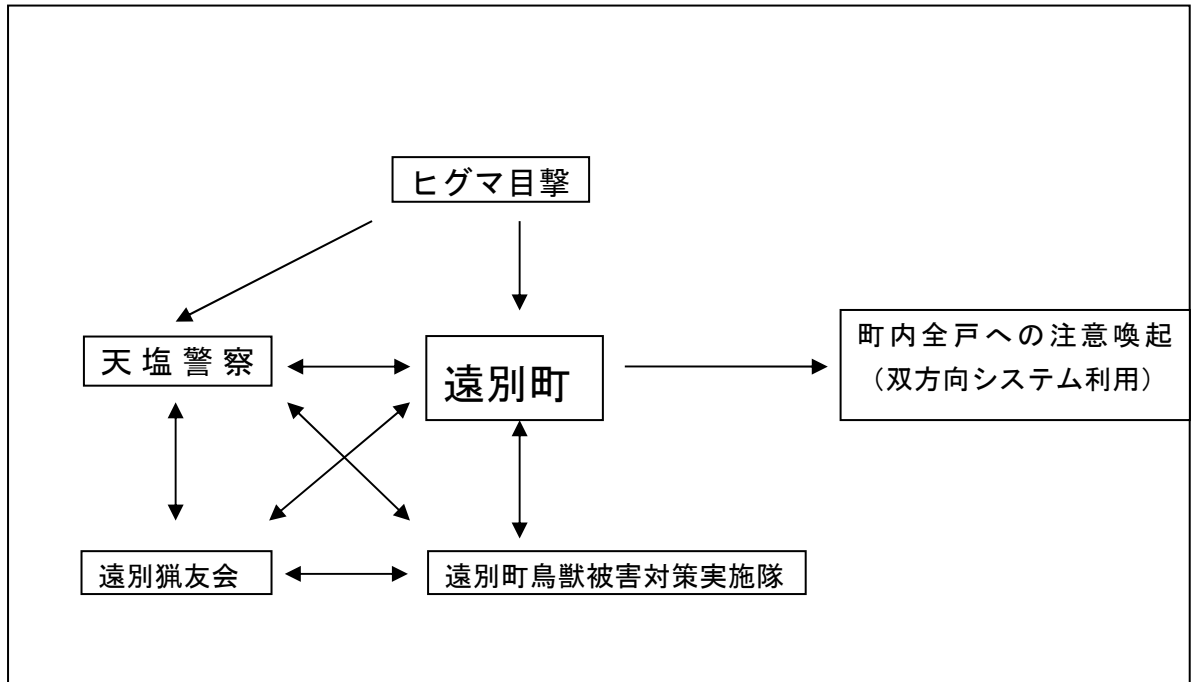 ヒグマ目撃
天塩警察
遠別町
町内全戸への注意喚起
（双方向システム利用）
遠別猟友会
遠別町鳥獣被害対策実施隊